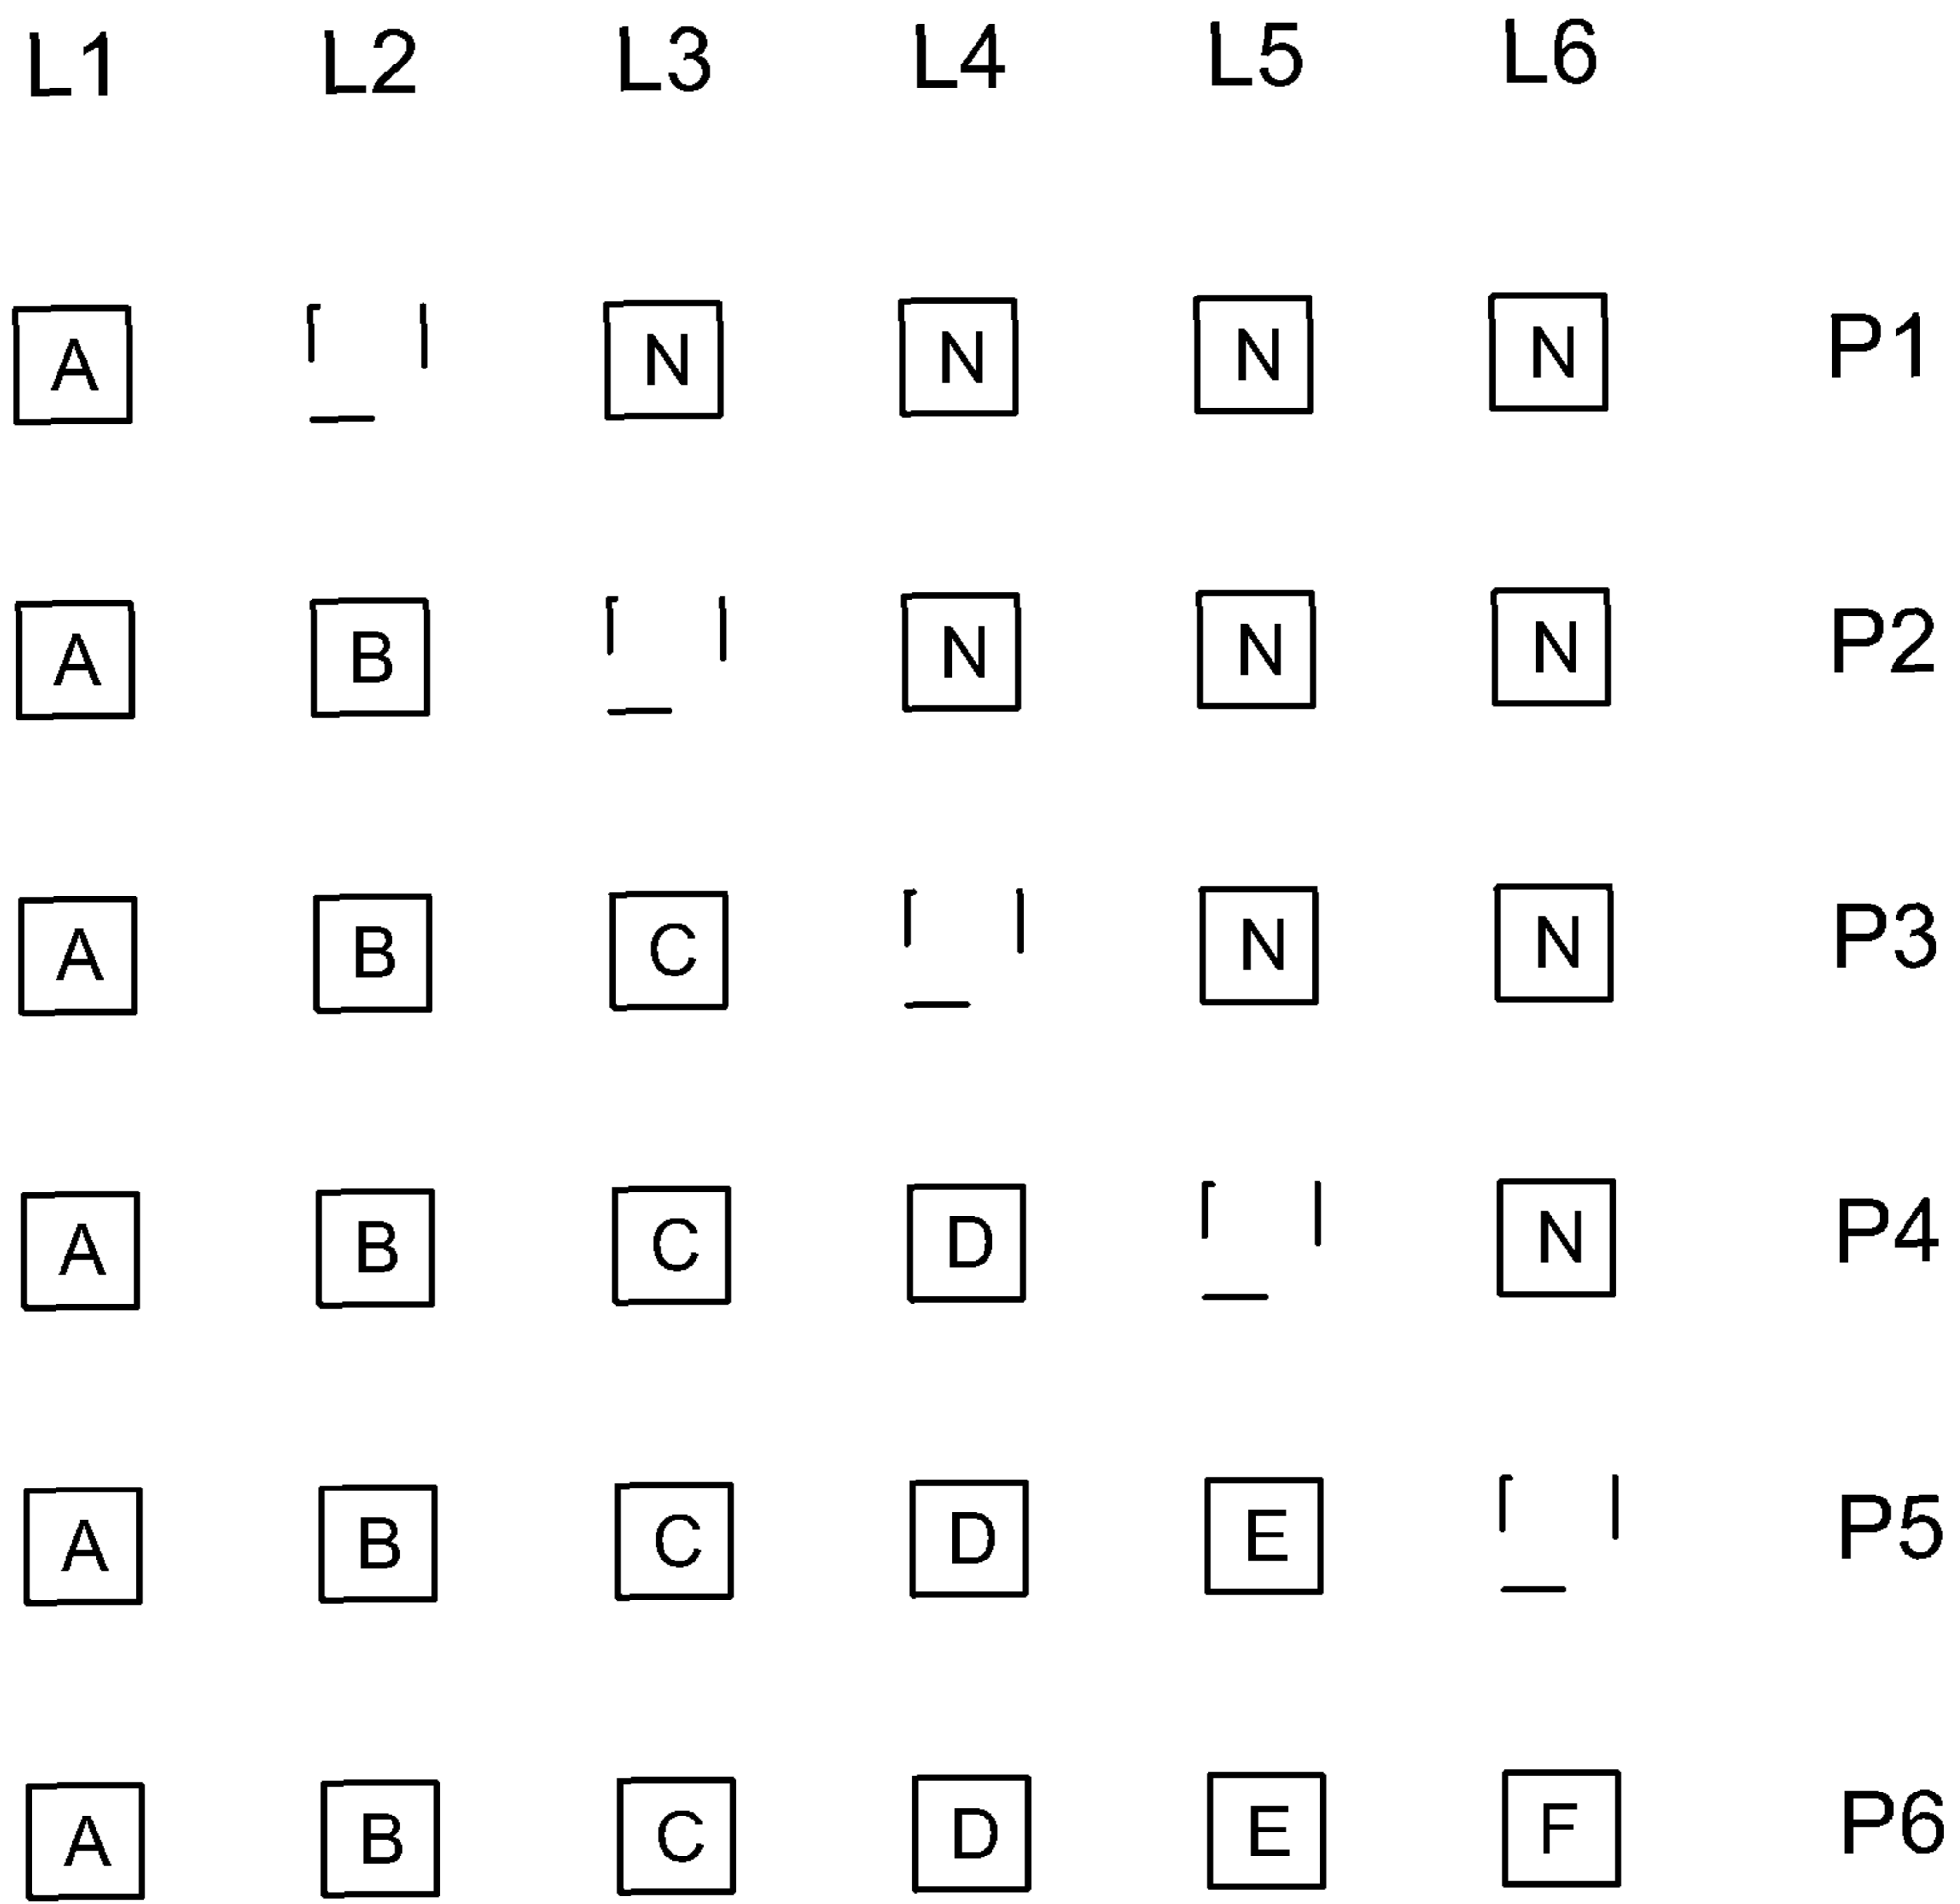 L1 L2 L3 L4 L5 L6
A N N N N P1
A B N N N P2
A B C N N P3
A B C D N P4
A B C D E P5
A B C D E F P6